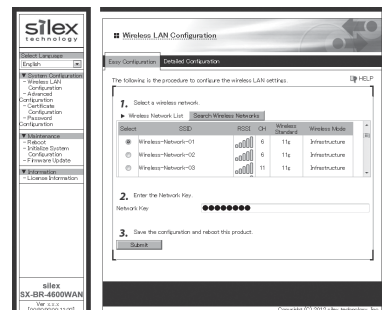 silex
technology
Select Language
English
▼ System Configuration
- Wireless LAN
Configuration
- Advanced
Configuration
- Certificate
Configuration
- Password
Configuration
▼ Maintenance
- Reboot
- Initialize System
Configuration
- Firmware Update
▼ Information
- License Information
silex
SX-BR-4600WAN
Wireless LAN Configuration
Easy Configuration Detailed Configuration
HELP
The following is the procedure to configure the wireless LAN settings.
1. Select a wireless network.
▶ Wireless Network List Search Wireless Networks
Select SSID RSSI CH Wireless Standard Wireless Mode
Wireless-Network-01 6 11g Infrastructure
Wireless-Network-02 6 11g Infrastructure
Wireless-Network-03 11 11g Infrastructure
2. Enter the Network Key.
Network Key ●●●●●●●●
3. Save the configuration and reboot this product.
Submit